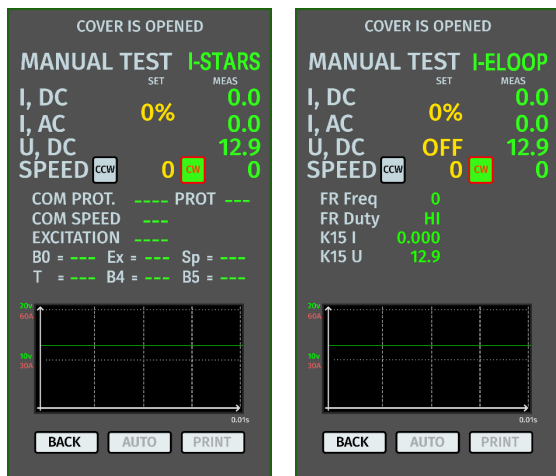 COVER IS OPENED
MANUAL TEST I-STARS
SET MEAS
I, DC 0.0
0%
I, AC 0.0
U, DC 12.9
SPEED CCW 0 CW 0
COM PROT. ---- PROT ---
COM SPEED ---
EXCITATION ----
B0 = --- Ex = --- Sp = ---
T = --- B4 = --- B5 = ---
20v
60A
10v
30A
0.01s
BACK AUTO PRINT
COVER IS OPENED
MANUAL TEST I-ELOOP
SET MEAS
I, DC 0.0
0%
I, AC 0.0
U, DC OFF 12.9
SPEED CCW 0 CW 0
FR Freq 0
FR Duty HI
K15 I 0.000
K15 U 12.9
20v
60A
10v
30A
0.01s
BACK AUTO PRINT